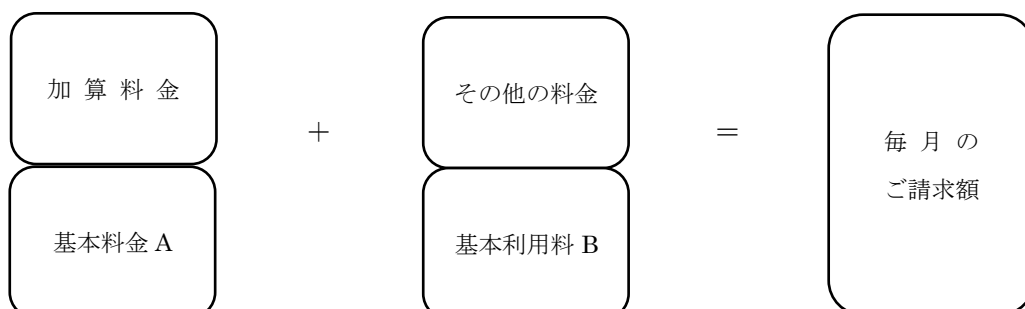 加算料金
基本料金 A
+
その他の料金
基本利用料 B
=
毎月の
ご請求額